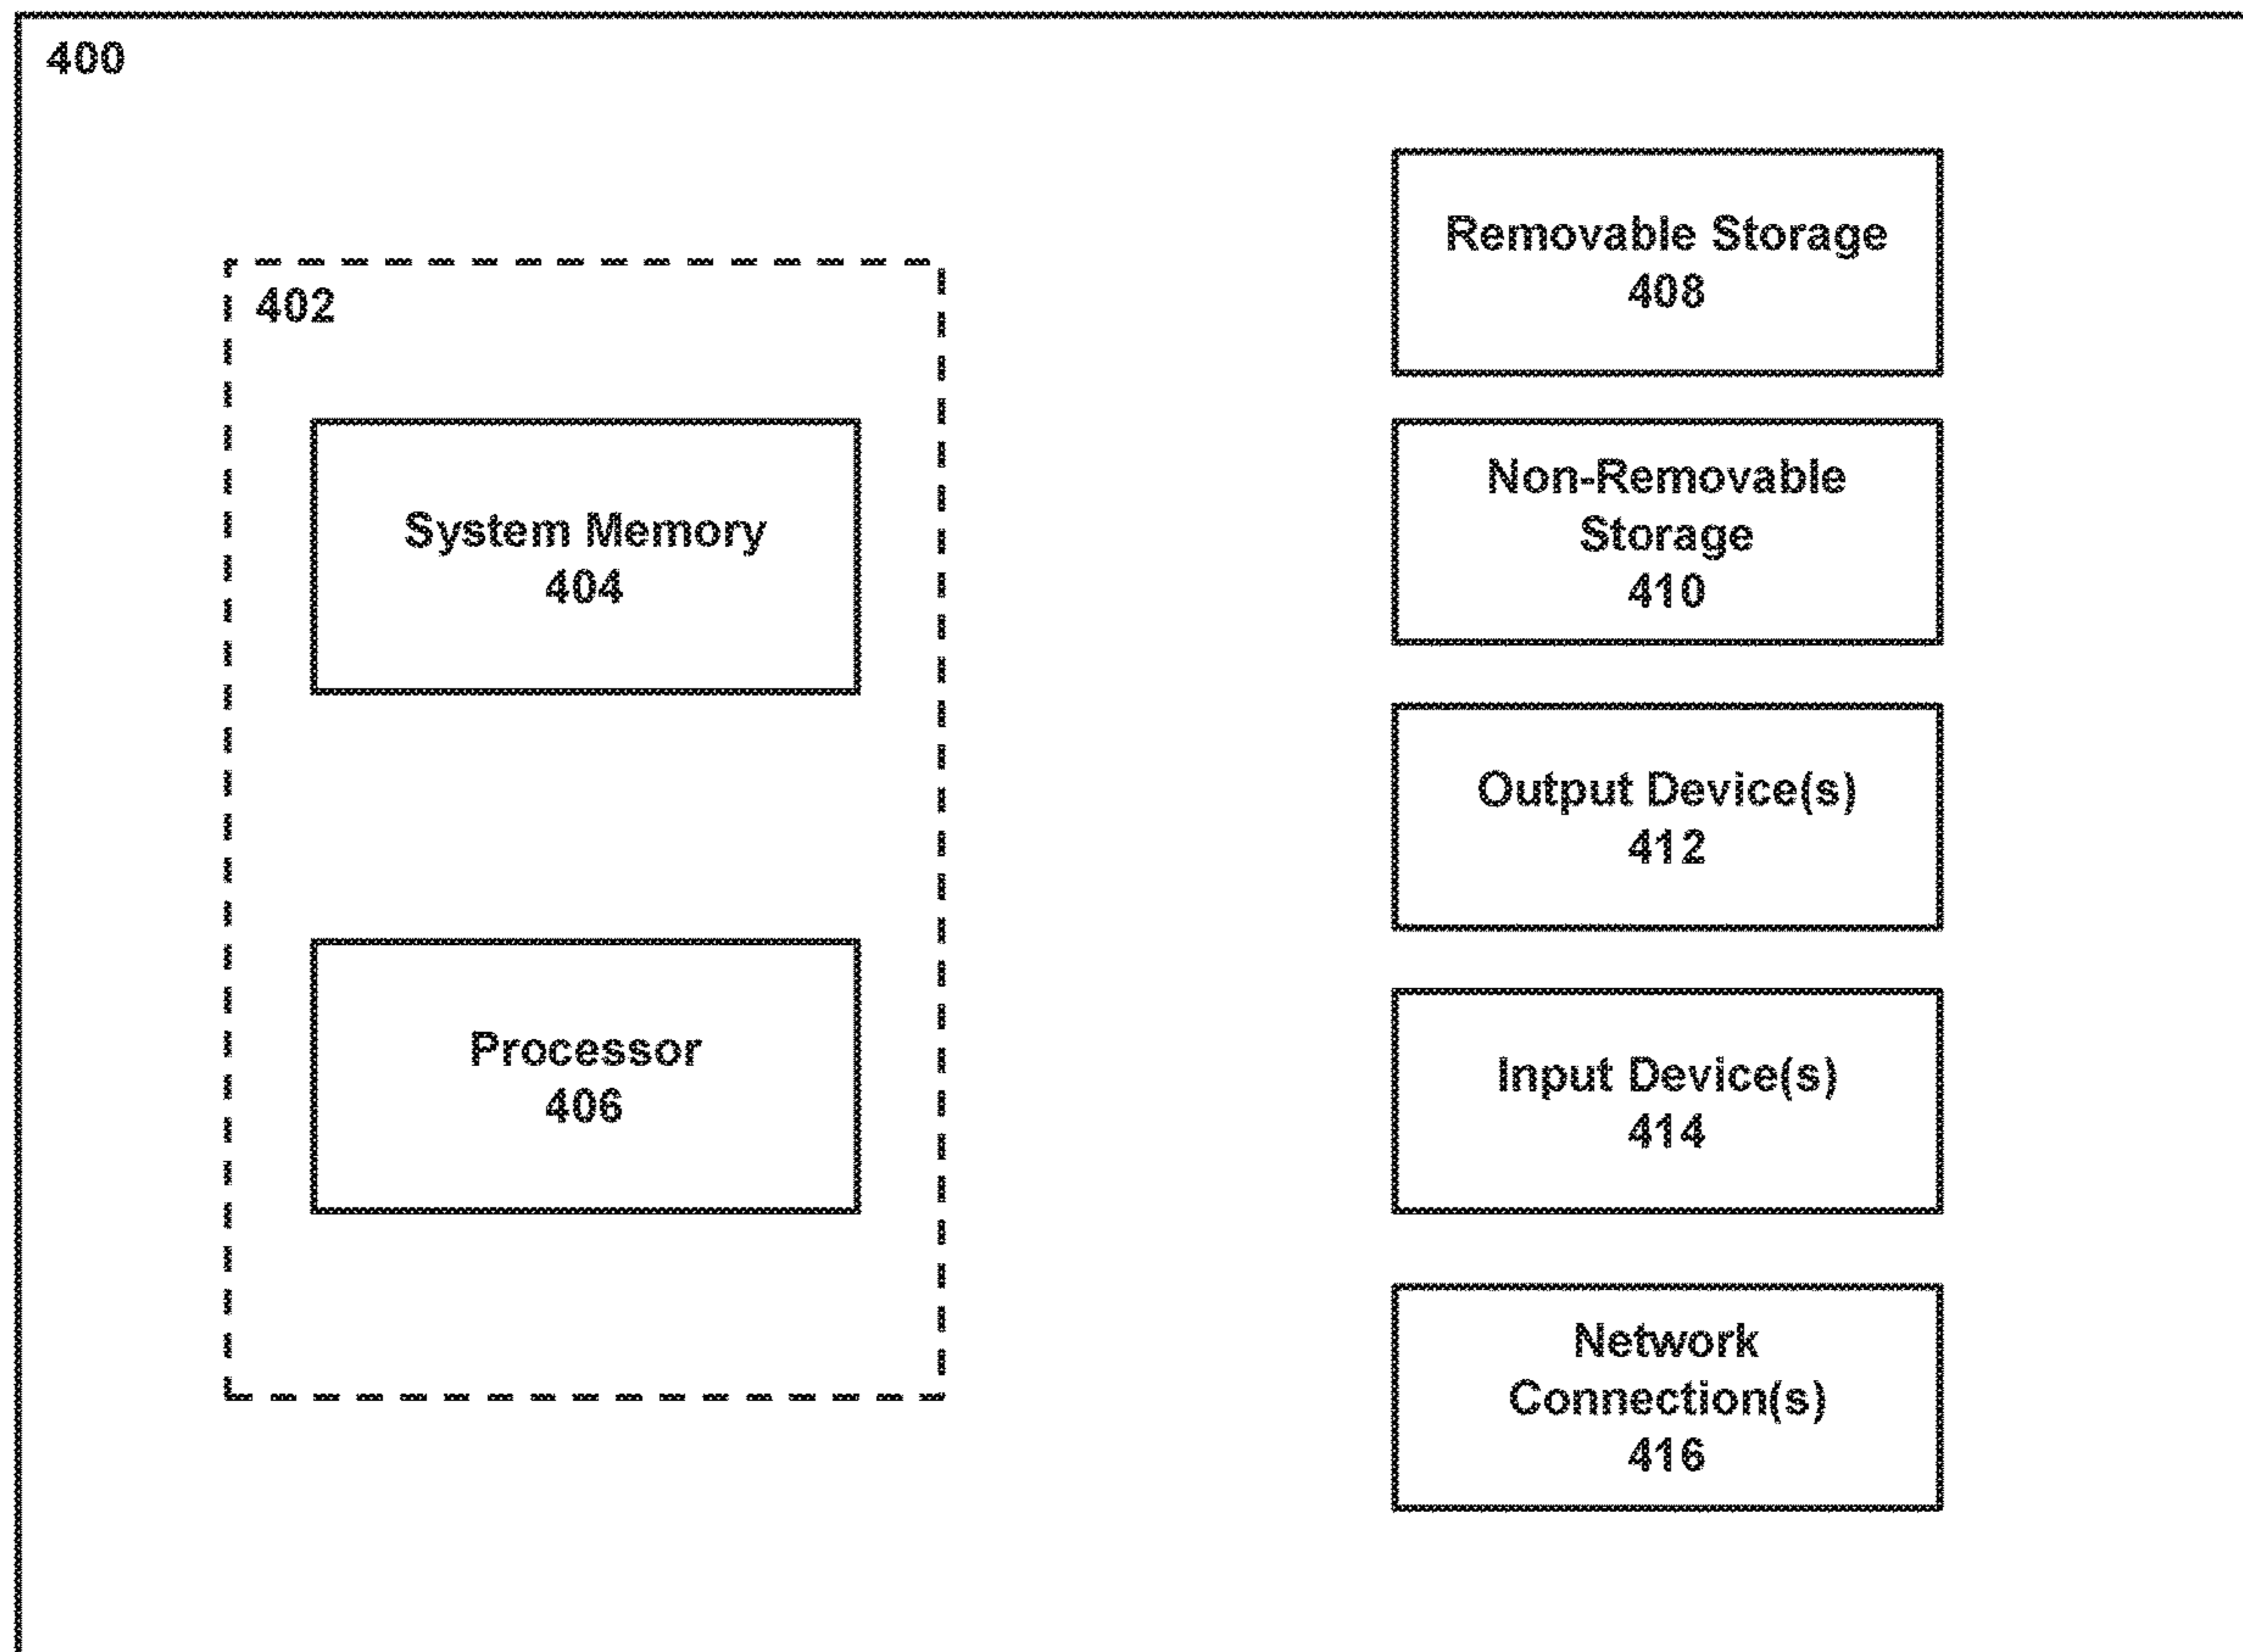 400
402
System Memory
404
Processor
406
Removable Storage
408
Non-Removable
Storage
410
Output Device(s)
412
Input Device(s)
414
Network
Connection(s)
416